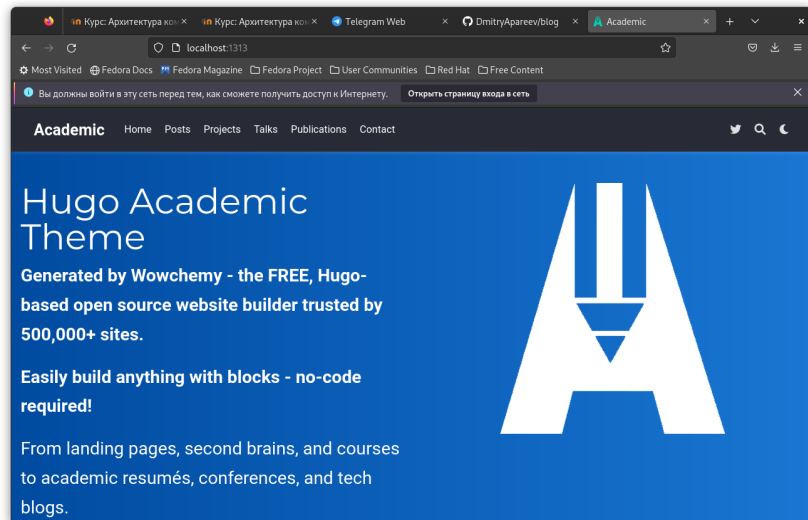 Курс: Архитектура ком
Курс: Архитектура ком
Telegram Web
DmitryApareev/blog
Academic
localhost:1313
Most Visited
Fedora Docs
Fedora Magazine
Fedora Project
User Communities
Red Hat
Free Content
Вы должны войти в эту сеть перед тем, как сможете получить доступ к Интернету.
Открыть страницу входа в сеть
Academic
Home
Posts
Projects
Talks
Publications
Contact
Hugo Academic
Theme
Generated by Wowchemy - the FREE, Hugo-
based open source website builder trusted by
500,000+ sites.
Easily build anything with blocks - no-code
required!
From landing pages, second brains, and courses
to academic resumés, conferences, and tech
blogs.